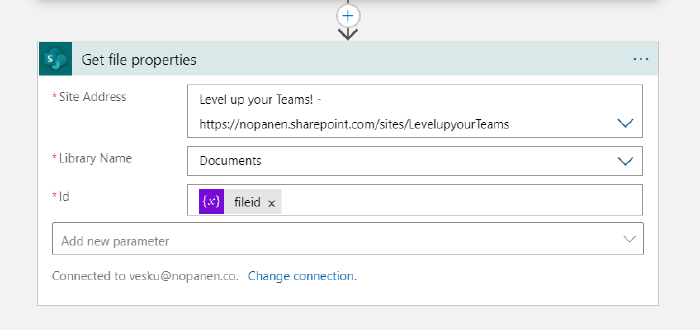 Get file properties
...
* Site Address
Level up your Teams! -
https://nopanen.sharepoint.com/sites/LevelupyourTeams
* Library Name
Documents
* Id
{x} fileid x
Add new parameter
Connected to vesku@nopanen.co. Change connection.